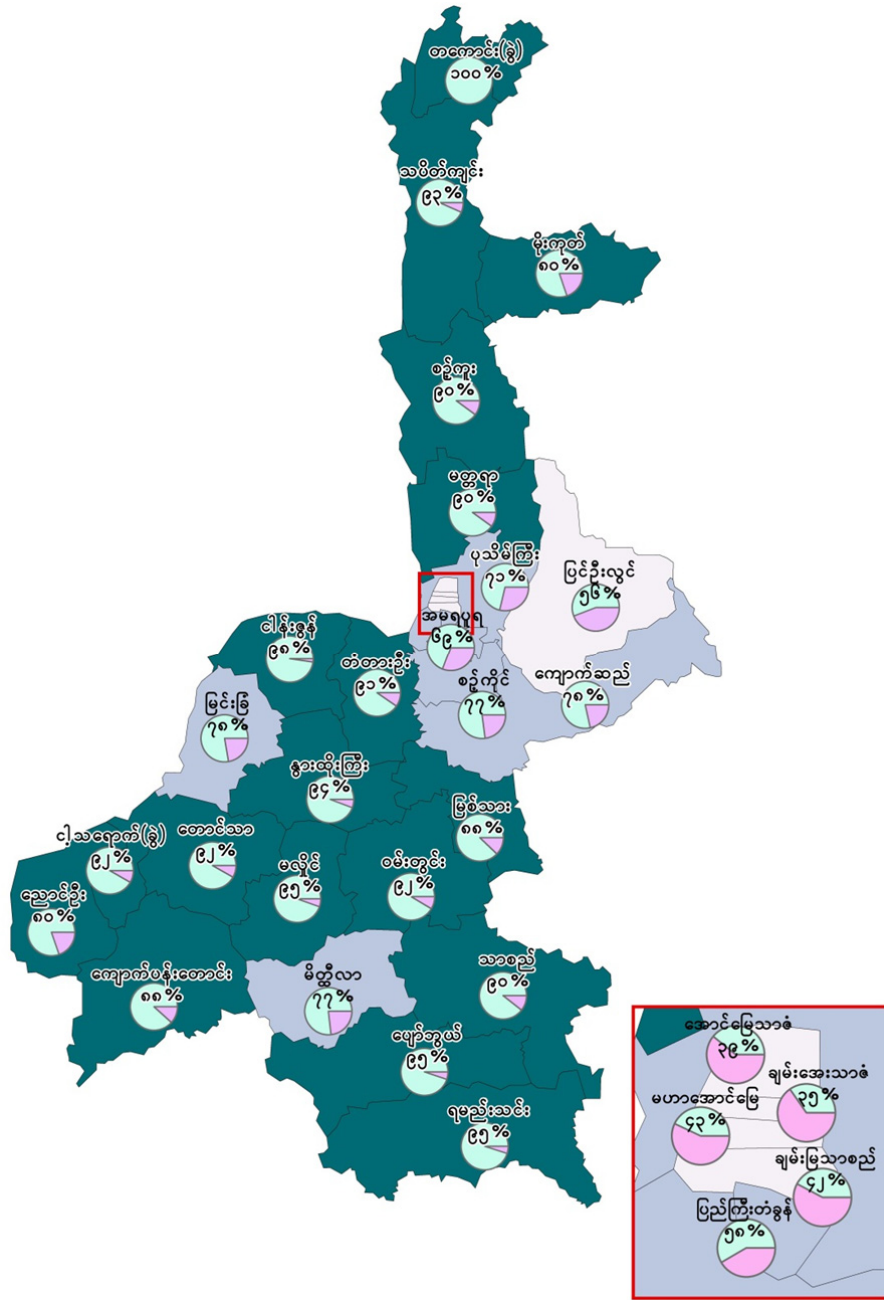 တကောင်း(ခွဲ)
၁၀၀%
သပိတ်ကျင်း
၉၃%
မိုးကုတ်
၈၀%
စဉ့်ကူး
၉၀%
မတ္တရာ
၉၀%
ပုသိမ်ကြီး
၇၁%
ပြင်ဦးလွင်
၅၆%
အမရပူရ
၆၉%
ငါန်းဇွန်
၉၈%
တံတားဦး
၉၁%
စဉ့်ကိုင်
၇၇%
ကျောက်ဆည်
၇၈%
မြင်းခြံ
၇၈%
နွားထိုးကြီး
၉၄%
မြစ်သား
၈၈%
ငါ့သရောက်(ခွဲ)
၉၂%
တောင်သာ
၉၂%
မလှိုင်
၉၅%
ဝမ်းတွင်း
၉၂%
ညောင်ဦး
၈၀%
ကျောက်ပန်းတောင်း
၈၈%
မိတ္ထီလာ
၇၇%
သာစည်
၉၀%
ပျော်ဘွယ်
၉၅%
ရမည်းသင်း
၉၅%
အောင်မြေသာဇံ
၃၉%
ချမ်းအေးသာဇံ
၃၅%
မဟာအောင်မြေ
၄၃%
ချမ်းမြသာစည်
၄၂%
ပြည်ကြီးတံခွန်
၅၈%